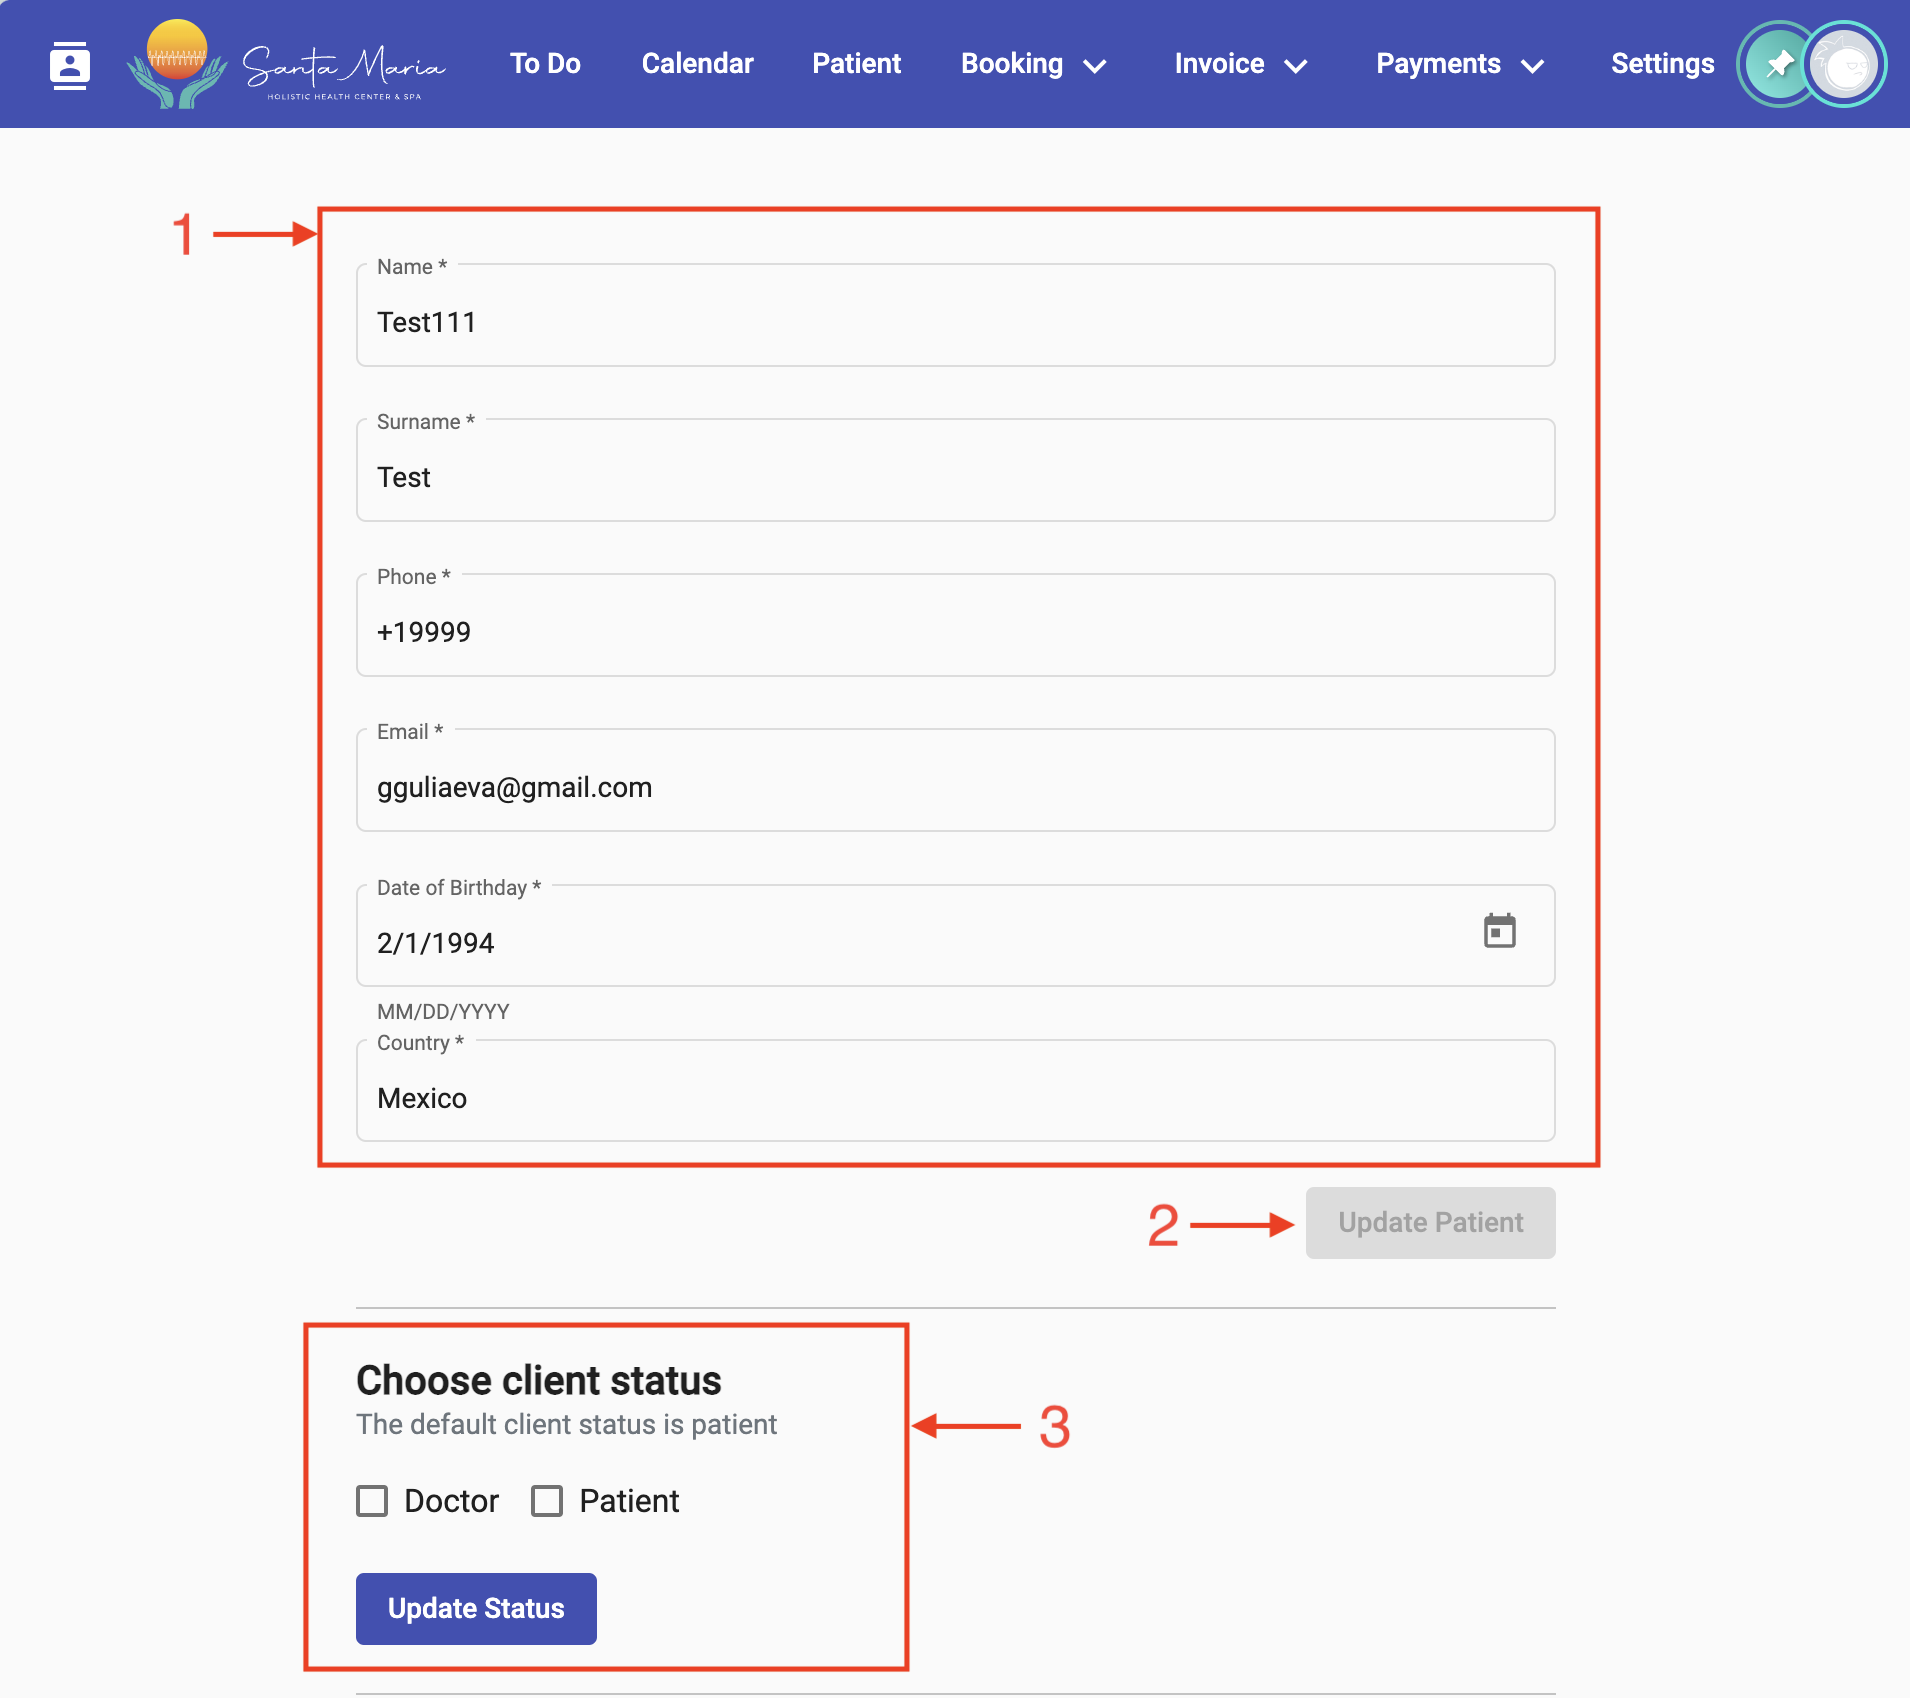 Santa Maria
HOLISTIC HEALTH CENTER & SPA
To Do Calendar Patient Booking Invoice Payments Settings
1
Name *
Test111
Surname *
Test
Phone *
+19999
Email *
gguliaeva@gmail.com
Date of Birthday *
2/1/1994
MM/DD/YYYY
Country *
Mexico
2
Update Patient
Choose client status
The default client status is patient
3
Doctor Patient
Update Status